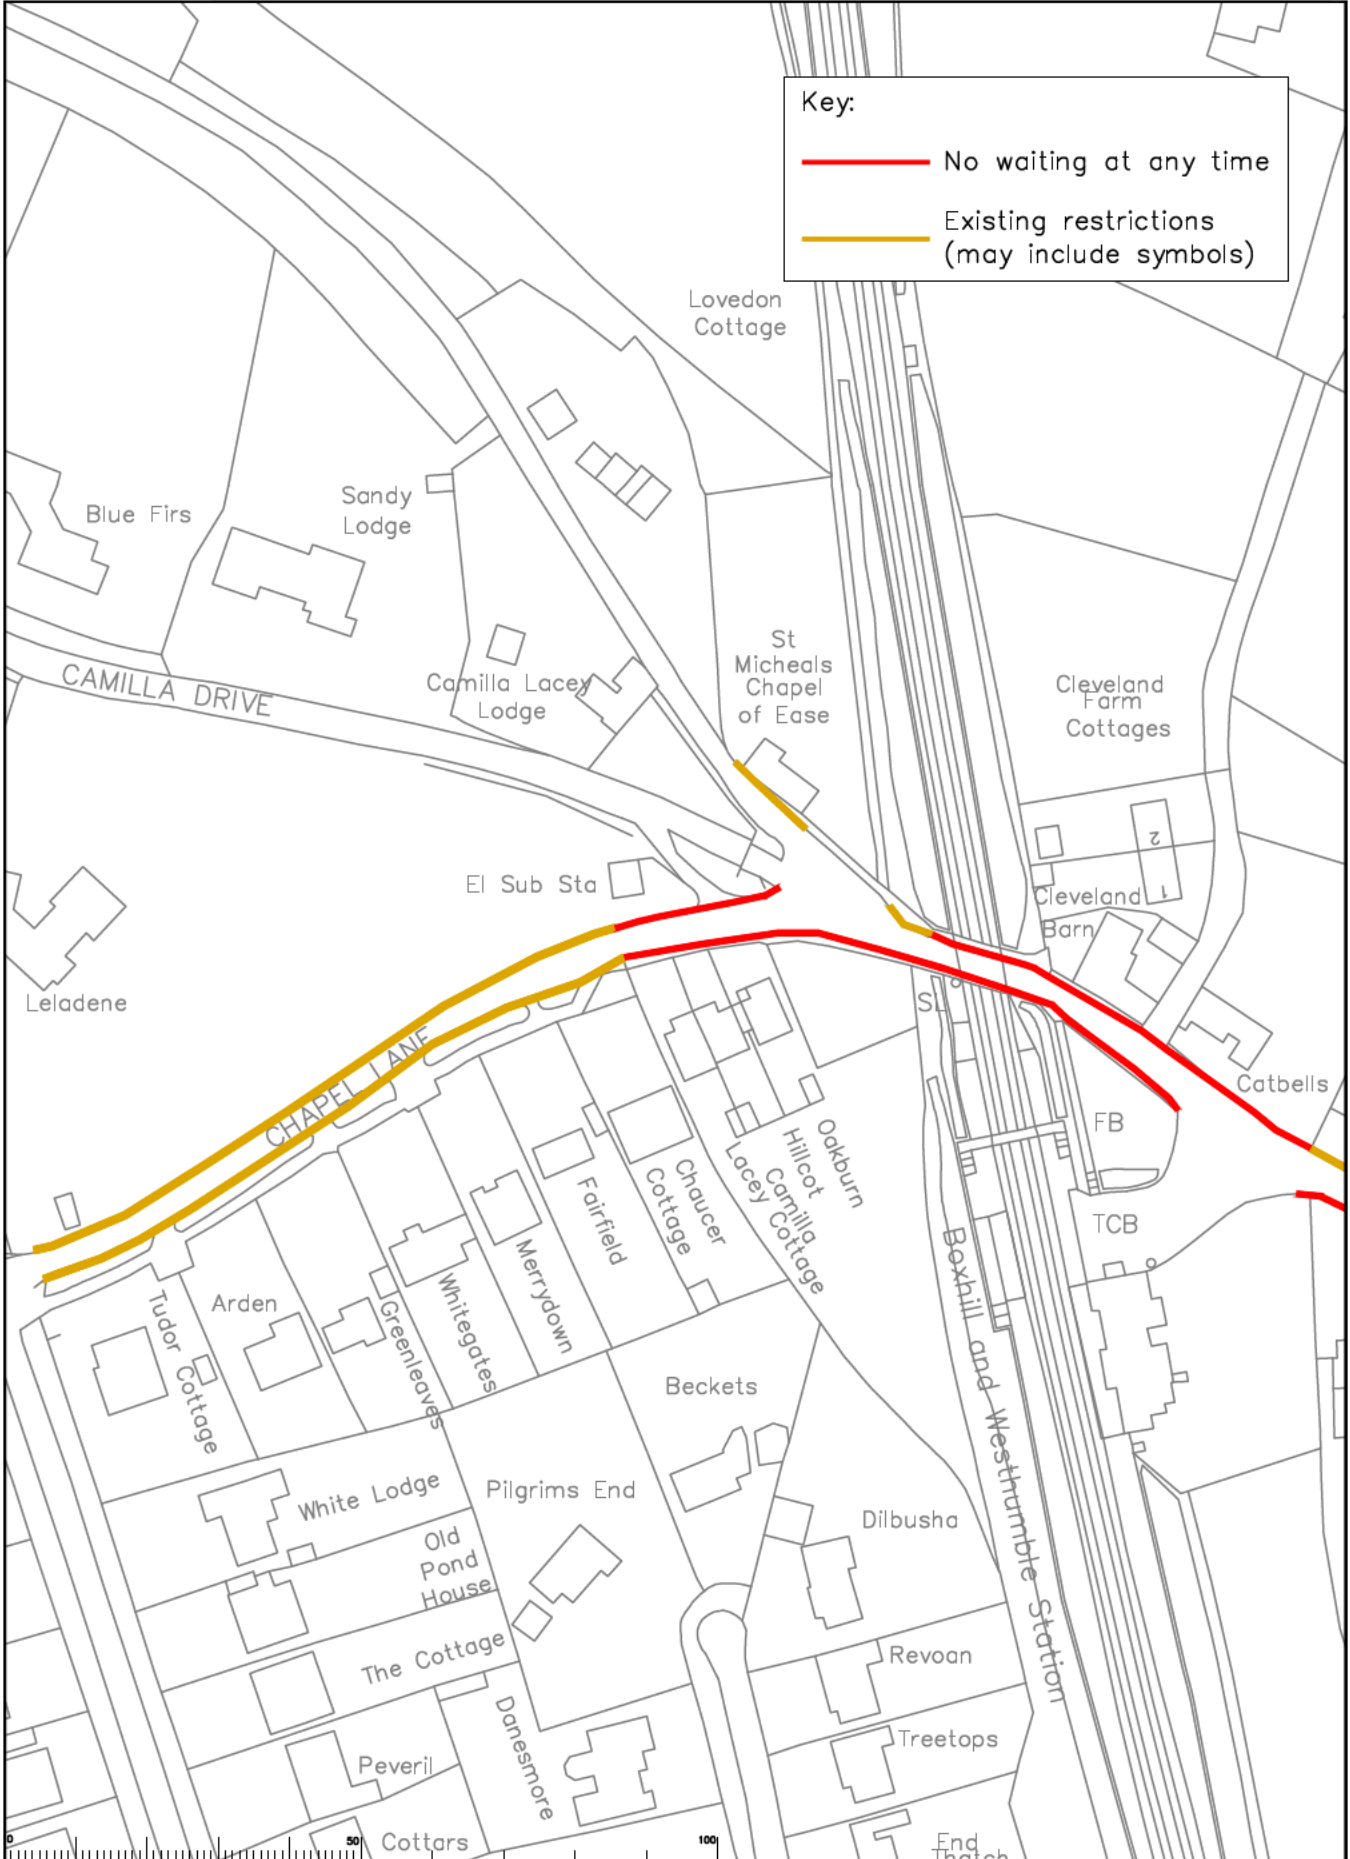 Key:
No waiting at any time
Existing restrictions
(may include symbols)
Lovedon
Cottage
Sandy
Lodge
Blue Firs
St
Micheals
Chapel
of Ease
Camilla Lacey
Lodge
CAMILLA DRIVE
Cleveland
Farm
Cottages
2
1
El Sub Sta
Cleveland
Barn
Leladene
SL
CHAPEL LANE
Catbells
FB
Oakburn
Hillcot
Camilla
Lacey Cottage
Chaucer
Cottage
Fairfield
Merrydown
Whitegates
Greenleaves
Arden
Tudor Cottage
TCB
Boxhill and Westhumble Station
Beckets
White Lodge
Pilgrims End
Dilbusha
Old
Pond
House
The Cottage
Revoan
Danesmore
Treetops
Peveril
Cottars
End
Thatch
0
50
100